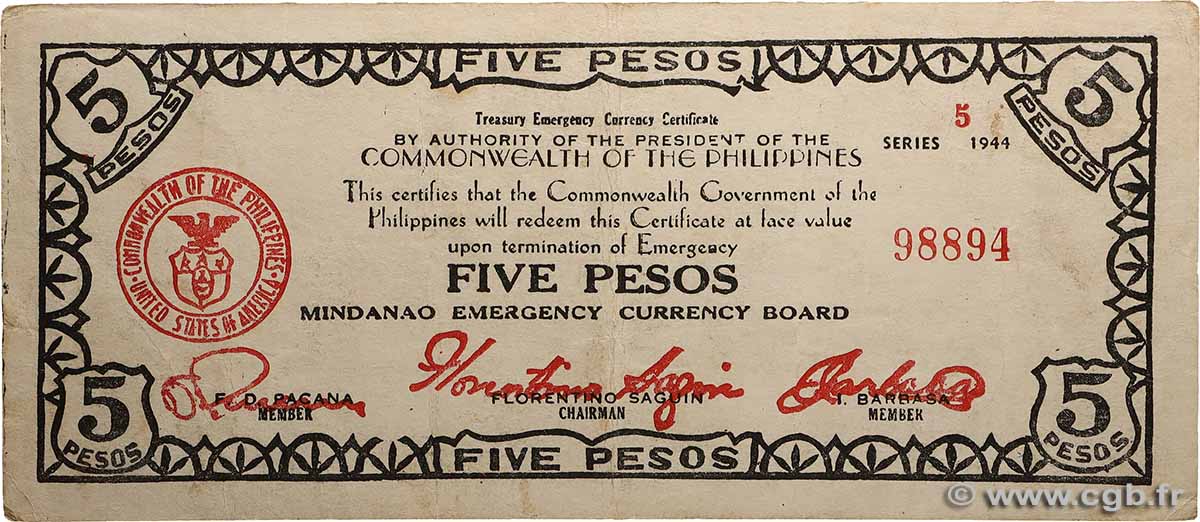 FIVE PESOS
5 PESOS
5 PESOS
Treasury Emergency Currency Certificate
BY AUTHORITY OF THE PRESIDENT OF THE
COMMONWEALTH OF THE PHILIPPINES
SERIES 5 1944
This certifies that the Commonwealth Government of the
Philippines will redeem this Certificate at face value
upon termination of Emergency
98894
FIVE PESOS
MINDANAO EMERGENCY CURRENCY BOARD
COMMONWEALTH OF THE PHILIPPINES
UNITED STATES OF AMERICA
Florentino Saguin
F. D. PACANA
MEMBER
FLORENTINO SAGUIN
CHAIRMAN
I. BARBASA
MEMBER
5 PESOS
5 PESOS
FIVE PESOS
© www.cgb.fr